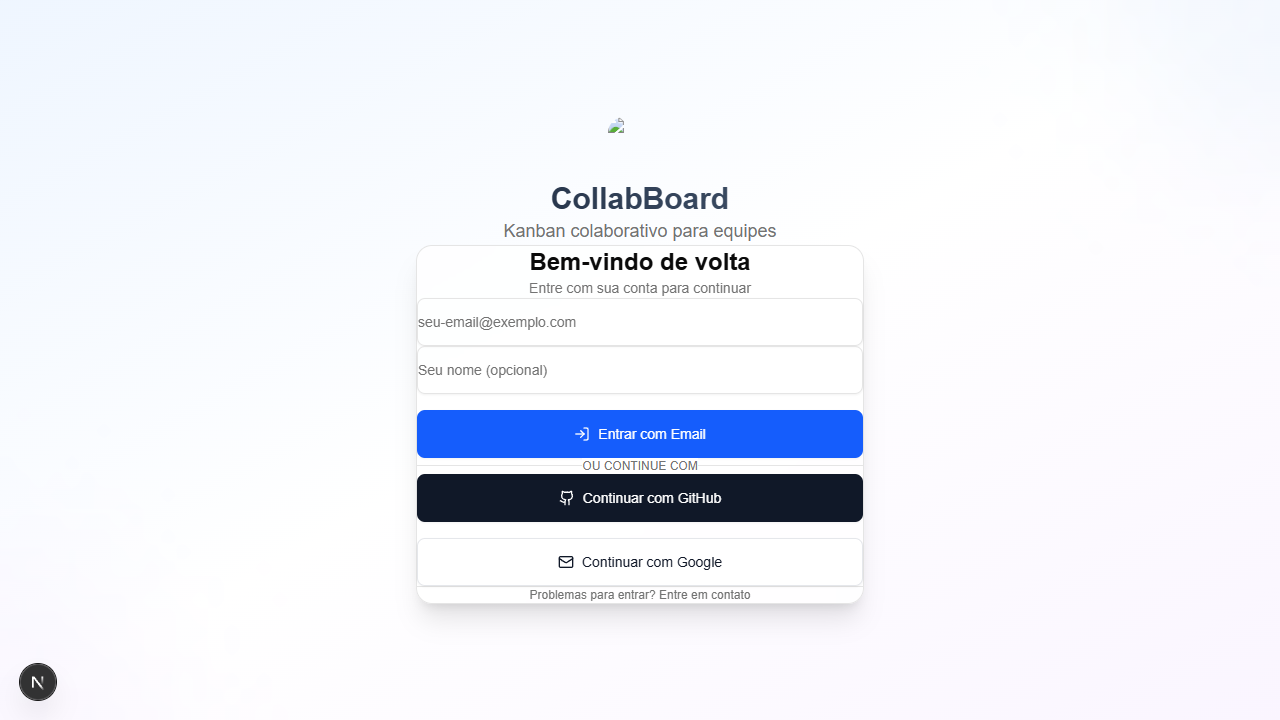 CollabBoard
Kanban colaborativo para equipes
Bem-vindo de volta
Entre com sua conta para continuar
seu-email@exemplo.com
Seu nome (opcional)
Entrar com Email
OU CONTINUE COM
Continuar com GitHub
Continuar com Google
Problemas para entrar? Entre em contato
N